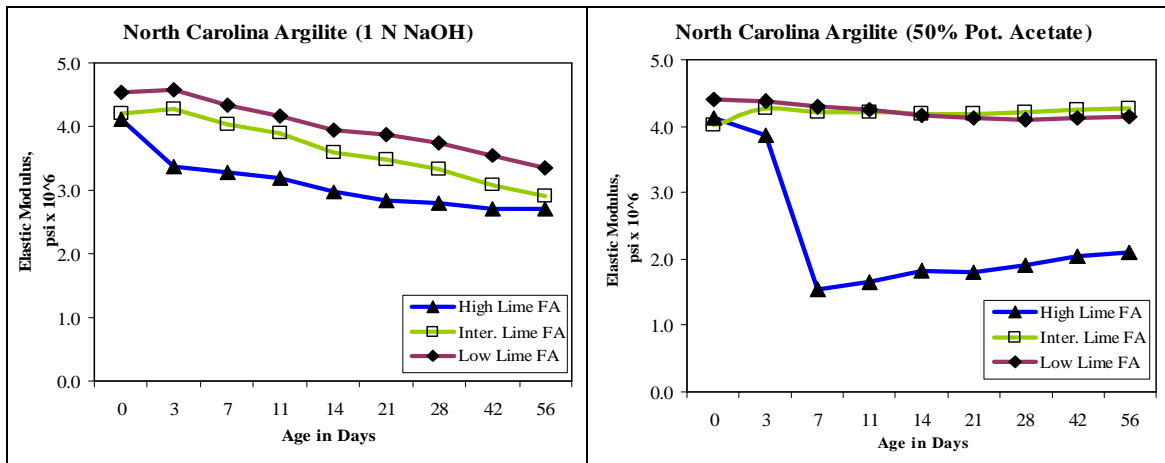 North Carolina Argilite (1 N NaOH)
5.0
4.0
3.0
2.0
1.0
0.0
Elastic Modulus,
psi x 10^6
High Lime FA
Inter. Lime FA
Low Lime FA
0 3 7 11 14 21 28 42 56
Age in Days
North Carolina Argilite (50% Pot. Acetate)
5.0
4.0
3.0
2.0
1.0
0.0
Elastic Modulus,
psi x 10^6
High Lime FA
Inter. Lime FA
Low Lime FA
0 3 7 11 14 21 28 42 56
Age in Days